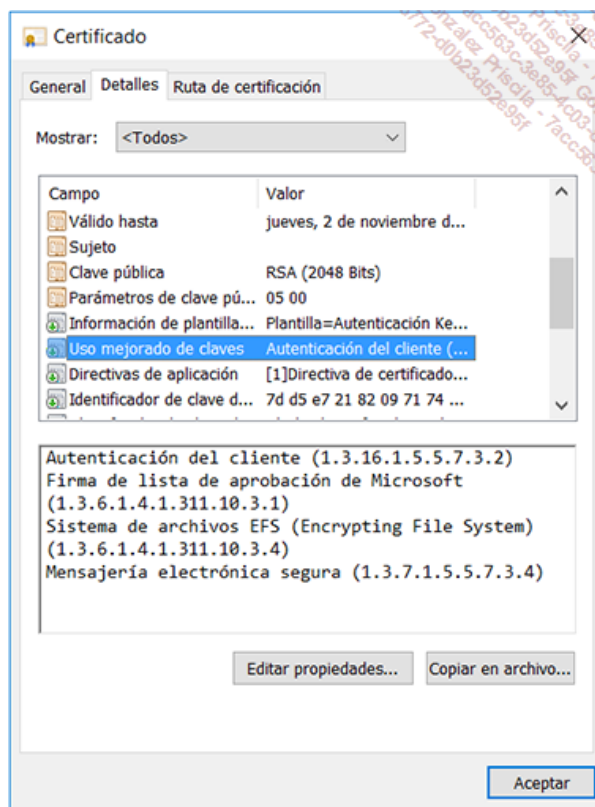 Certificado
General Detalles Ruta de certificación
Mostrar: <Todos>
Campo Valor
Válido hasta jueves, 2 de noviembre d...
Sujeto
Clave pública RSA (2048 Bits)
Parámetros de clave pú... 05 00
Información de plantilla... Plantilla=Autenticación Ke...
Uso mejorado de claves Autenticación del cliente (...
Directivas de aplicación [1]Directiva de certificado...
Identificador de clave d... 7d d5 e7 21 82 09 71 74 ...
Autenticación del cliente (1.3.16.1.5.5.7.3.2)
Firma de lista de aprobación de Microsoft
(1.3.6.1.4.1.311.10.3.1)
Sistema de archivos EFS (Encrypting File System)
(1.3.6.1.4.1.311.10.3.4)
Mensajería electrónica segura (1.3.7.1.5.5.7.3.4)
Editar propiedades... Copiar en archivo...
Aceptar